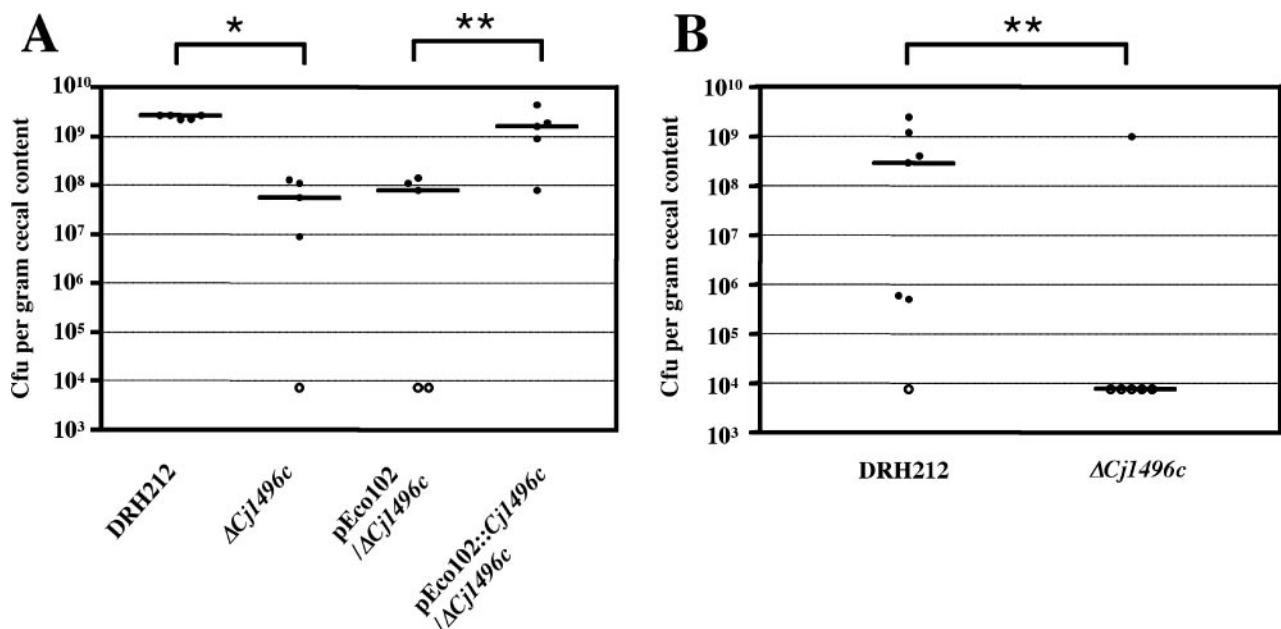 A
*
**
Cfu per gram cecal content
10¹⁰
10⁹
10⁸
10⁷
10⁶
10⁵
10⁴
10³
DRH212
ΔCj1496c
pEco102
/ΔCj1496c
pEco102::Cj1496c
/ΔCj1496c
B
**
Cfu per gram cecal content
10¹⁰
10⁹
10⁸
10⁷
10⁶
10⁵
10⁴
10³
DRH212
ΔCj1496c